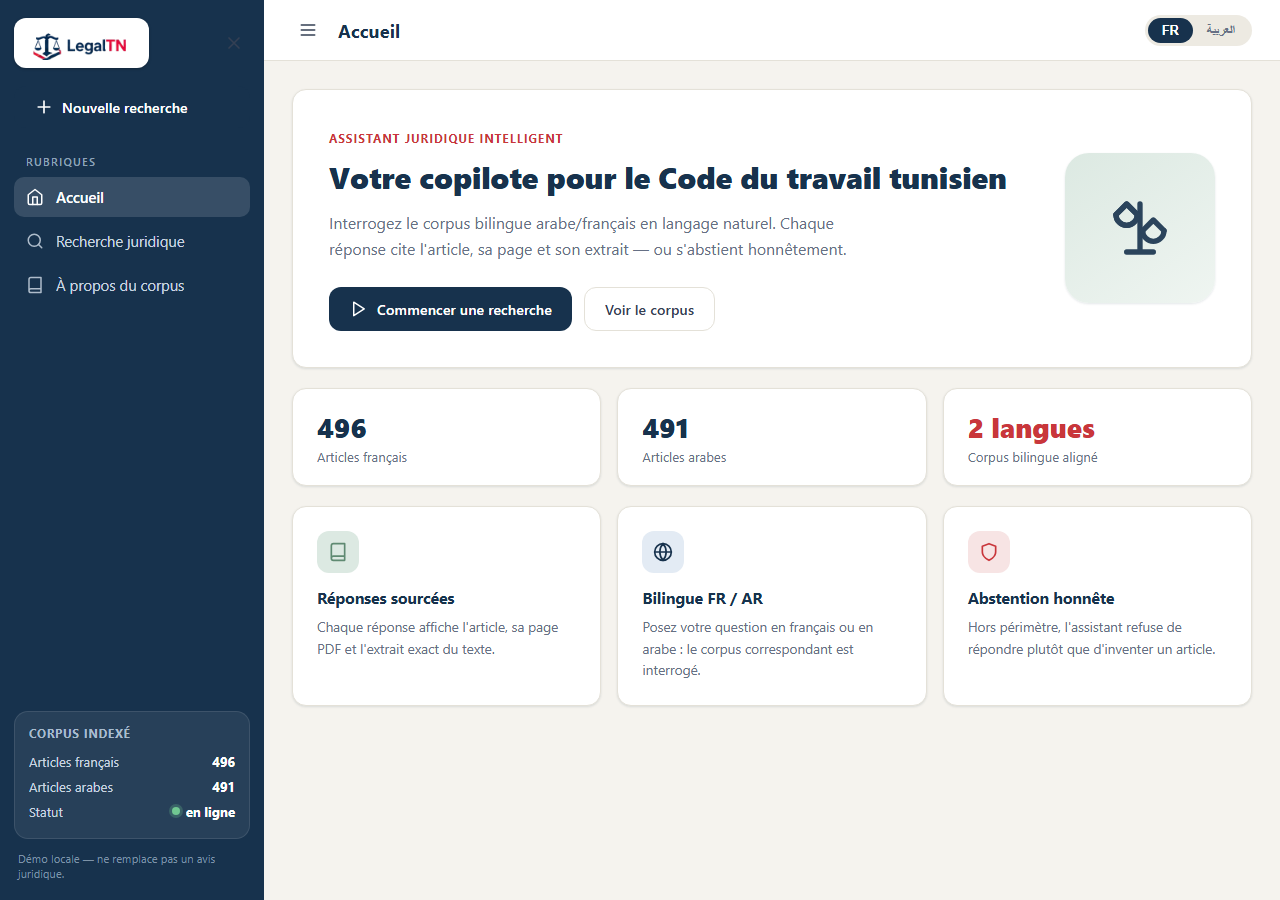 LegalTN
Nouvelle recherche
RUBRIQUES
Accueil
Recherche juridique
À propos du corpus
CORPUS INDEXÉ
Articles français 496
Articles arabes 491
Statut en ligne
Démo locale — ne remplace pas un avis
juridique.
Accueil
FR العربية
ASSISTANT JURIDIQUE INTELLIGENT
Votre copilote pour le Code du travail tunisien
Interrogez le corpus bilingue arabe/français en langage naturel. Chaque
réponse cite l'article, sa page et son extrait — ou s'abstient honnêtement.
Commencer une recherche
Voir le corpus
496
Articles français
491
Articles arabes
2 langues
Corpus bilingue aligné
Réponses sourcées
Chaque réponse affiche l'article, sa page
PDF et l'extrait exact du texte.
Bilingue FR / AR
Posez votre question en français ou en
arabe : le corpus correspondant est
interrogé.
Abstention honnête
Hors périmètre, l'assistant refuse de
répondre plutôt que d'inventer un article.